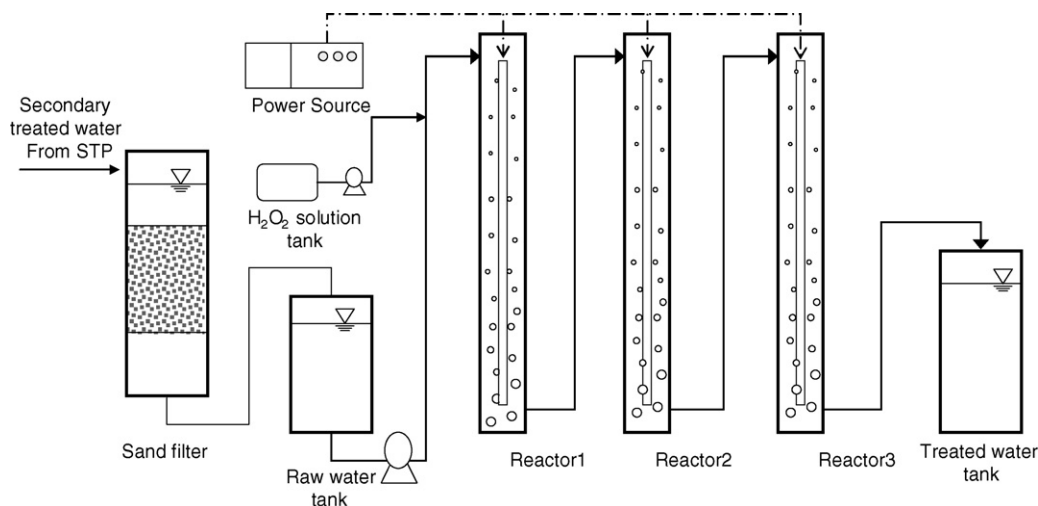 Power Source
Secondary
treated water
From STP
H₂O₂ solution
tank
Sand filter
Raw water
tank
Reactor1
Reactor2
Reactor3
Treated water
tank